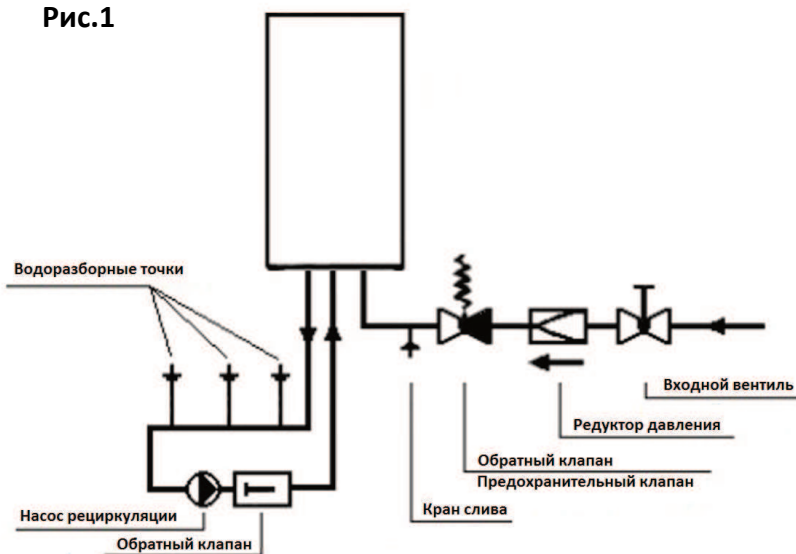 Рис.1
Водоразборные точки
Входной вентиль
Редуктор давления
Обратный клапан
Предохранительный клапан
Кран слива
Насос рециркуляции
Обратный клапан